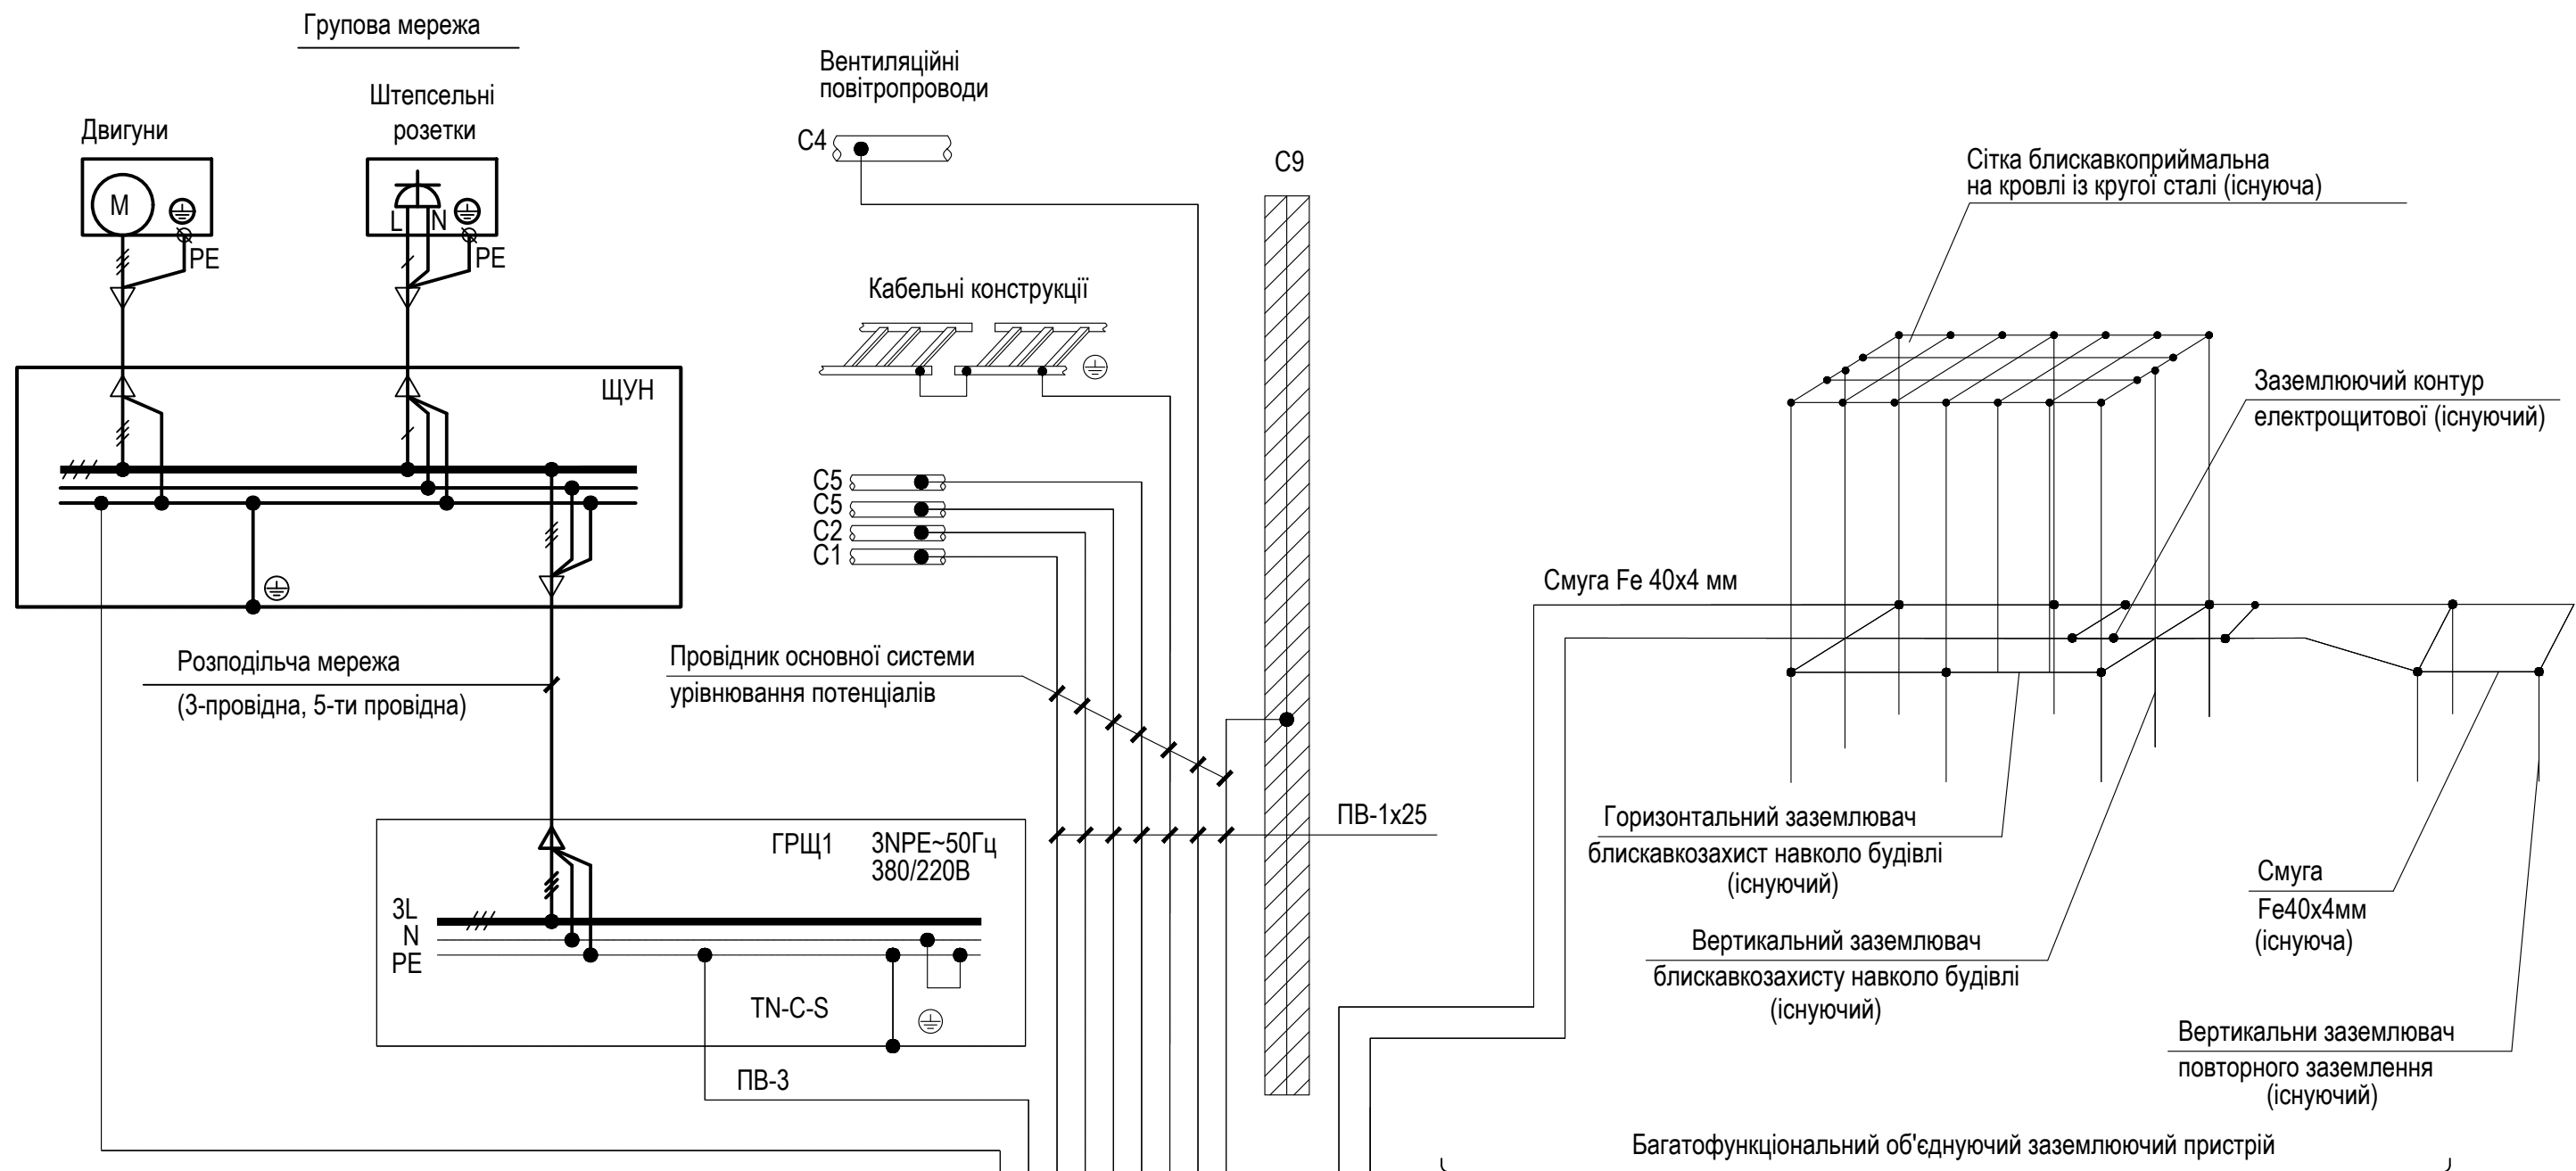 Групова мережа
Двигуни
Штепсельні
розетки
M
PE
L
N
PE
ЩУН
Розподільча мережа
(3-провідна, 5-ти провідна)
Вентиляційні
повітропроводи
C4
Кабельні конструкції
C5
C5
C2
C1
Провідник основної системи
урівнювання потенціалів
C9
ПВ-1х25
ГРЩ1
3NPE~50Гц
380/220В
3L
N
PE
TN-C-S
ПВ-3
Сітка блискавкоприймальна
на кровлі із кругої сталі (існуюча)
Заземлюючий контур
електрощитової (існуючий)
Смуга Fe 40х4 мм
Горизонтальний заземлювач
блискавкозахист навколо будівлі
(існуючий)
Вертикальний заземлювач
блискавкозахисту навколо будівлі
(існуючий)
Смуга
Fe40х4мм
(існуюча)
Вертикальни заземлювач
повторного заземлення
(існуючий)
Багатофункціональний об'єднуючий заземлюючий пристрій